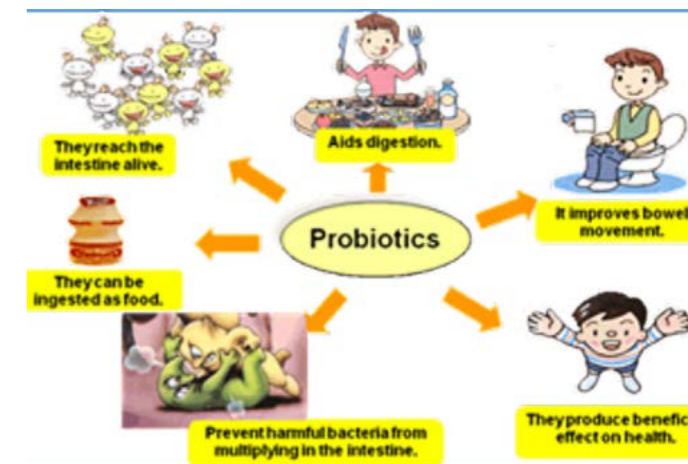 They reach the
intestine alive.
Aids digestion.
It improves bowel
movement.
Probiotics
They can be
ingested as food.
Prevent harmful bacteria from
multiplying in the intestine.
They produce benefic
effect on health.